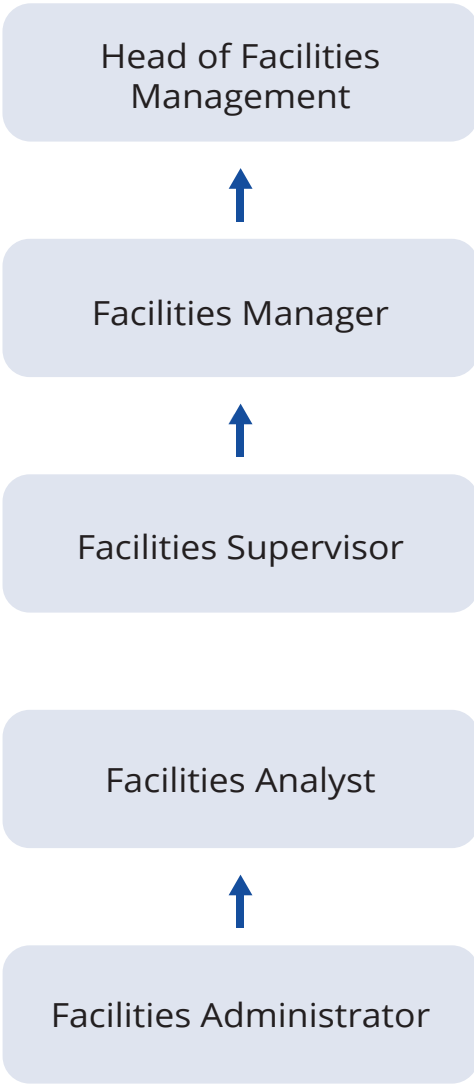 Head of Facilities
Management
Facilities Manager
Facilities Supervisor
Facilities Analyst
Facilities Administrator